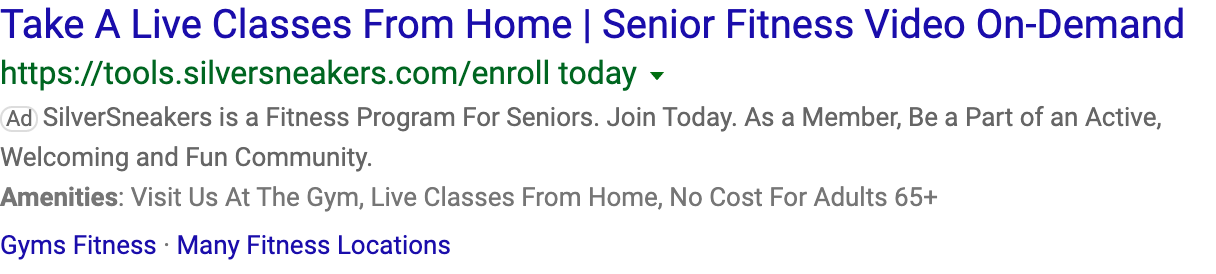 Take A Live Classes From Home | Senior Fitness Video On-Demand
https://tools.silversneakers.com/enroll today
Ad SilverSneakers is a Fitness Program For Seniors. Join Today. As a Member, Be a Part of an Active,
Welcoming and Fun Community.
Amenities: Visit Us At The Gym, Live Classes From Home, No Cost For Adults 65+
Gyms Fitness · Many Fitness Locations